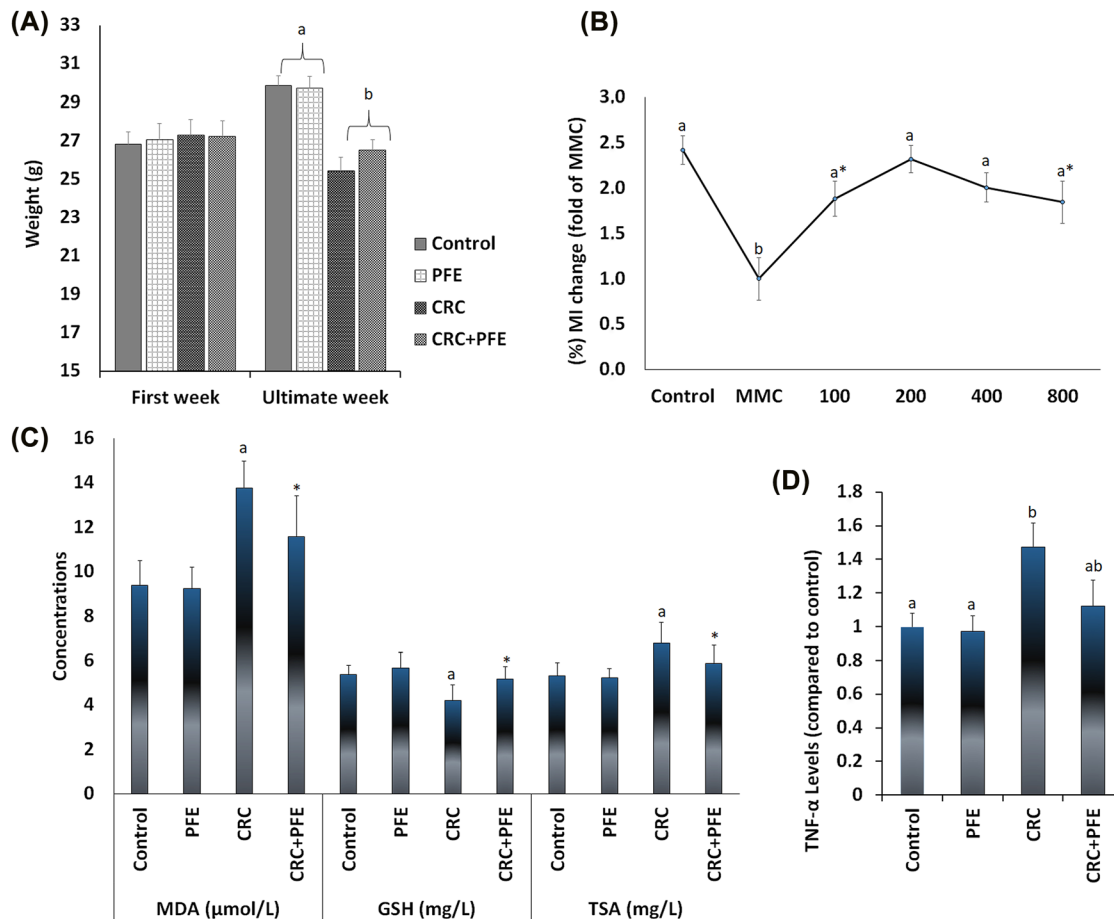 (A)
33
31
29
27
25
23
21
19
17
15
Weight (g)
a
b
First week
Ultimate week
Control
PFE
CRC
CRC+PFE
(B)
3.0
2.5
2.0
1.5
1.0
0.5
0.0
(%) MI change (fold of MMC)
a
b
a*
a
a
a*
Control
MMC
100
200
400
800
(C)
16
14
12
10
8
6
4
2
0
Concentrations
a
*
a
*
a
*
Control
PFE
CRC
CRC+PFE
Control
PFE
CRC
CRC+PFE
Control
PFE
CRC
CRC+PFE
MDA (μmol/L)
GSH (mg/L)
TSA (mg/L)
(D)
1.8
1.6
1.4
1.2
1
0.8
0.6
0.4
0.2
0
TNF-α Levels (compared to control)
a
a
b
ab
Control
PFE
CRC
CRC+PFE